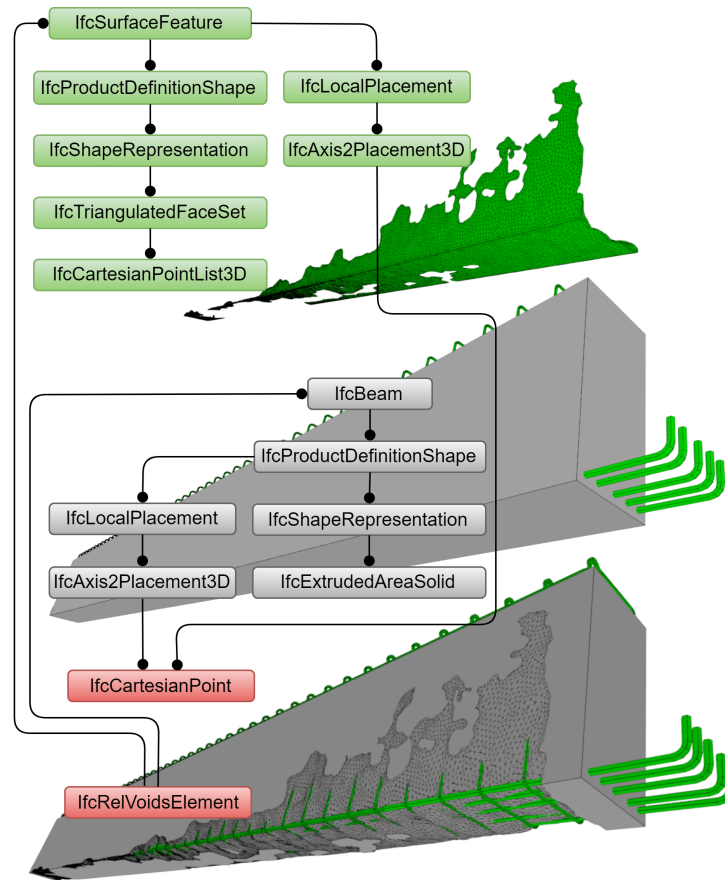 IfcSurfaceFeature
IfcProductDefinitionShape
IfcLocalPlacement
IfcShapeRepresentation
IfcAxis2Placement3D
IfcTriangulatedFaceSet
IfcCartesianPointList3D
IfcBeam
IfcProductDefinitionShape
IfcLocalPlacement
IfcShapeRepresentation
IfcAxis2Placement3D
IfcExtrudedAreaSolid
IfcCartesianPoint
IfcRelVoidsElement